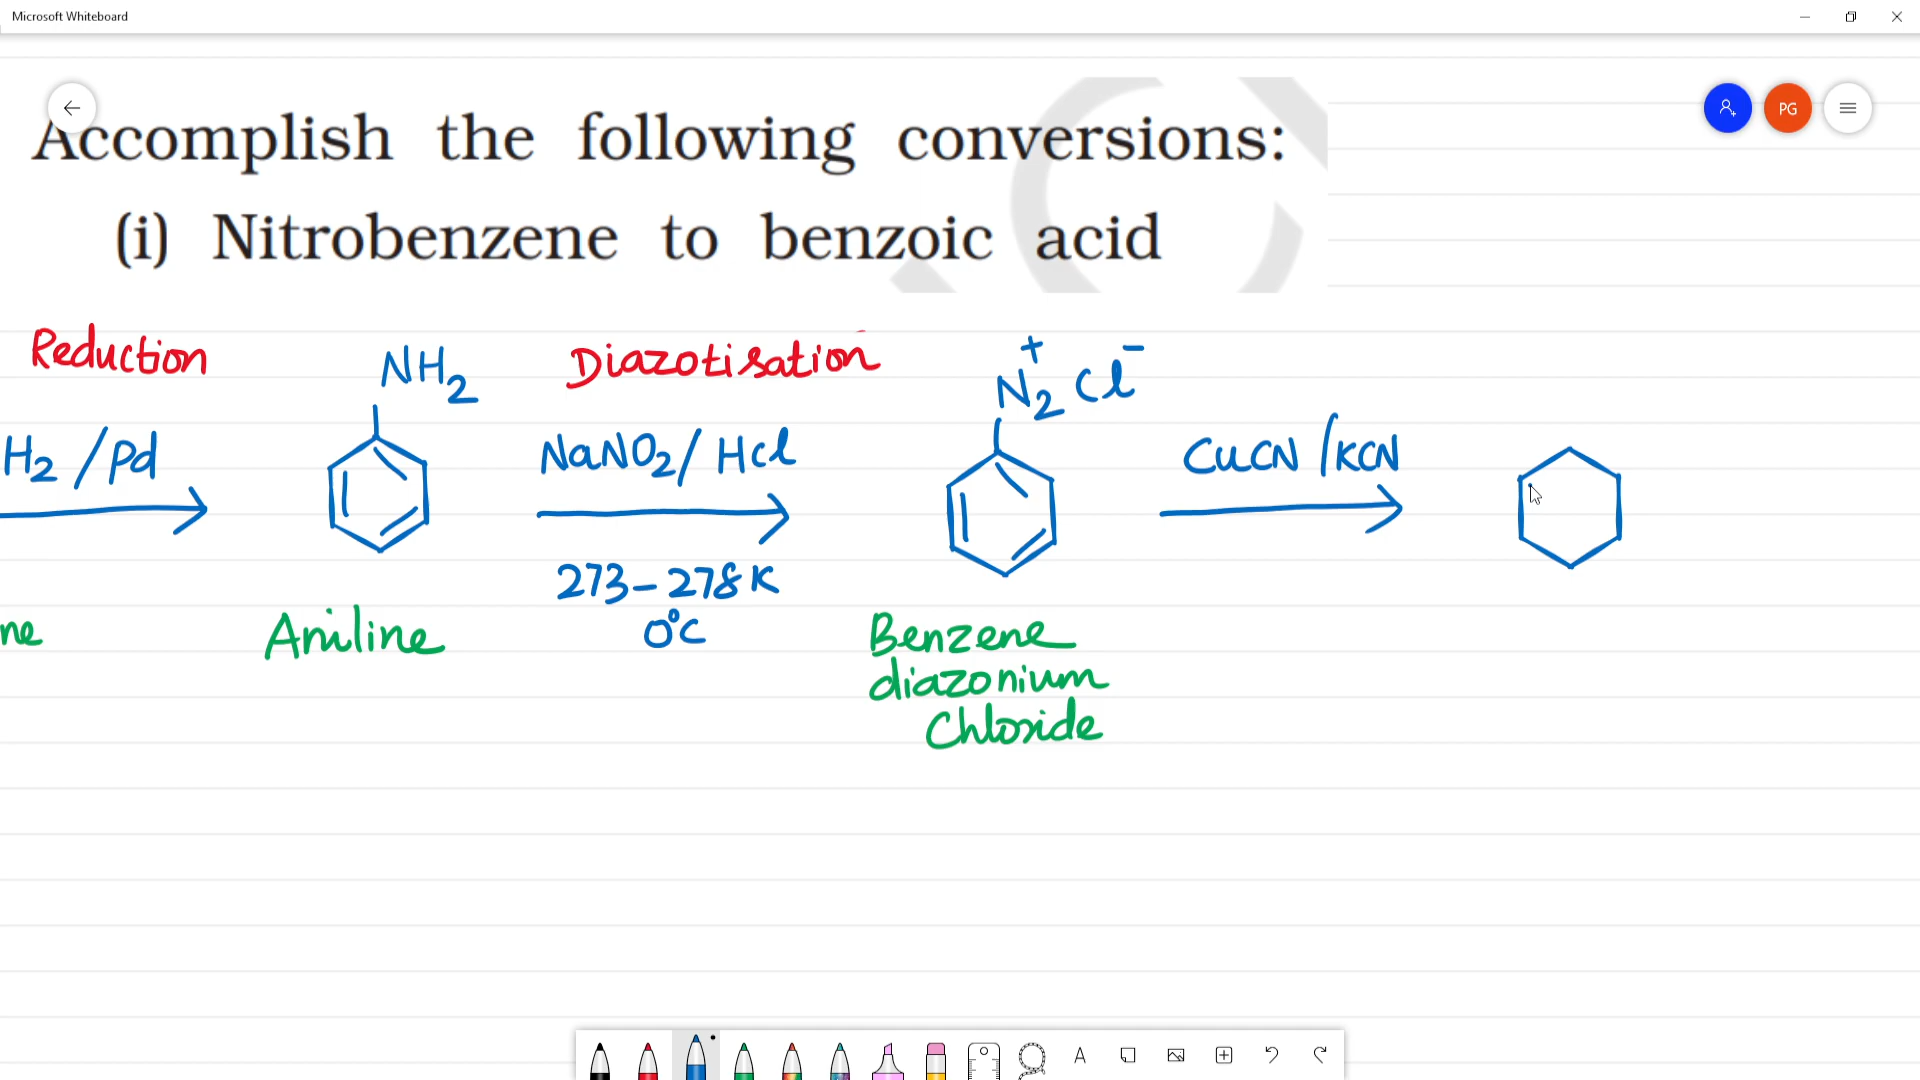 Microsoft Whiteboard
PG
Accomplish the following conversions:
(i) Nitrobenzene to benzoic acid
Reduction
H2/Pd
ne
NH2
Aniline
Diazotisation
NaNO2/HCl
273-278K
0°C
N2+Cl-
Benzene
diazonium
Chloride
CuCN/KCN
A